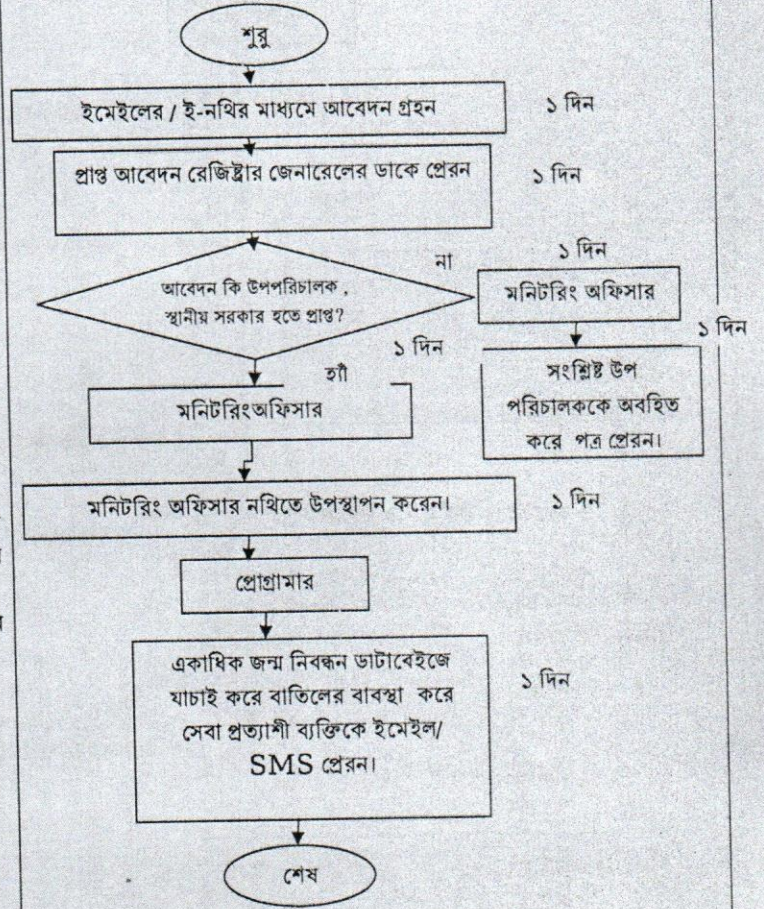 শুরু
ইমেইলের / ই-নথির মাধ্যমে আবেদন গ্রহন
১ দিন
প্রাপ্ত আবেদন রেজিষ্ট্রার জেনারেলের ডাকে প্রেরন
১ দিন
আবেদন কি উপপরিচালক ,
স্থানীয় সরকার হতে প্রাপ্ত?
না
১ দিন
মনিটরিং অফিসার
১ দিন
সংশ্লিষ্ট উপ
পরিচালককে অবহিত
করে পত্র প্রেরন।
হ্যাঁ
১ দিন
মনিটরিংঅফিসার
মনিটরিং অফিসার নথিতে উপস্থাপন করেন।
১ দিন
প্রোগ্রামার
একাধিক জন্ম নিবন্ধন ডাটাবেইজে
যাচাই করে বাতিলের বাবস্থা করে
সেবা প্রত্যাশী ব্যক্তিকে ইমেইল/
SMS প্রেরন।
১ দিন
শেষ